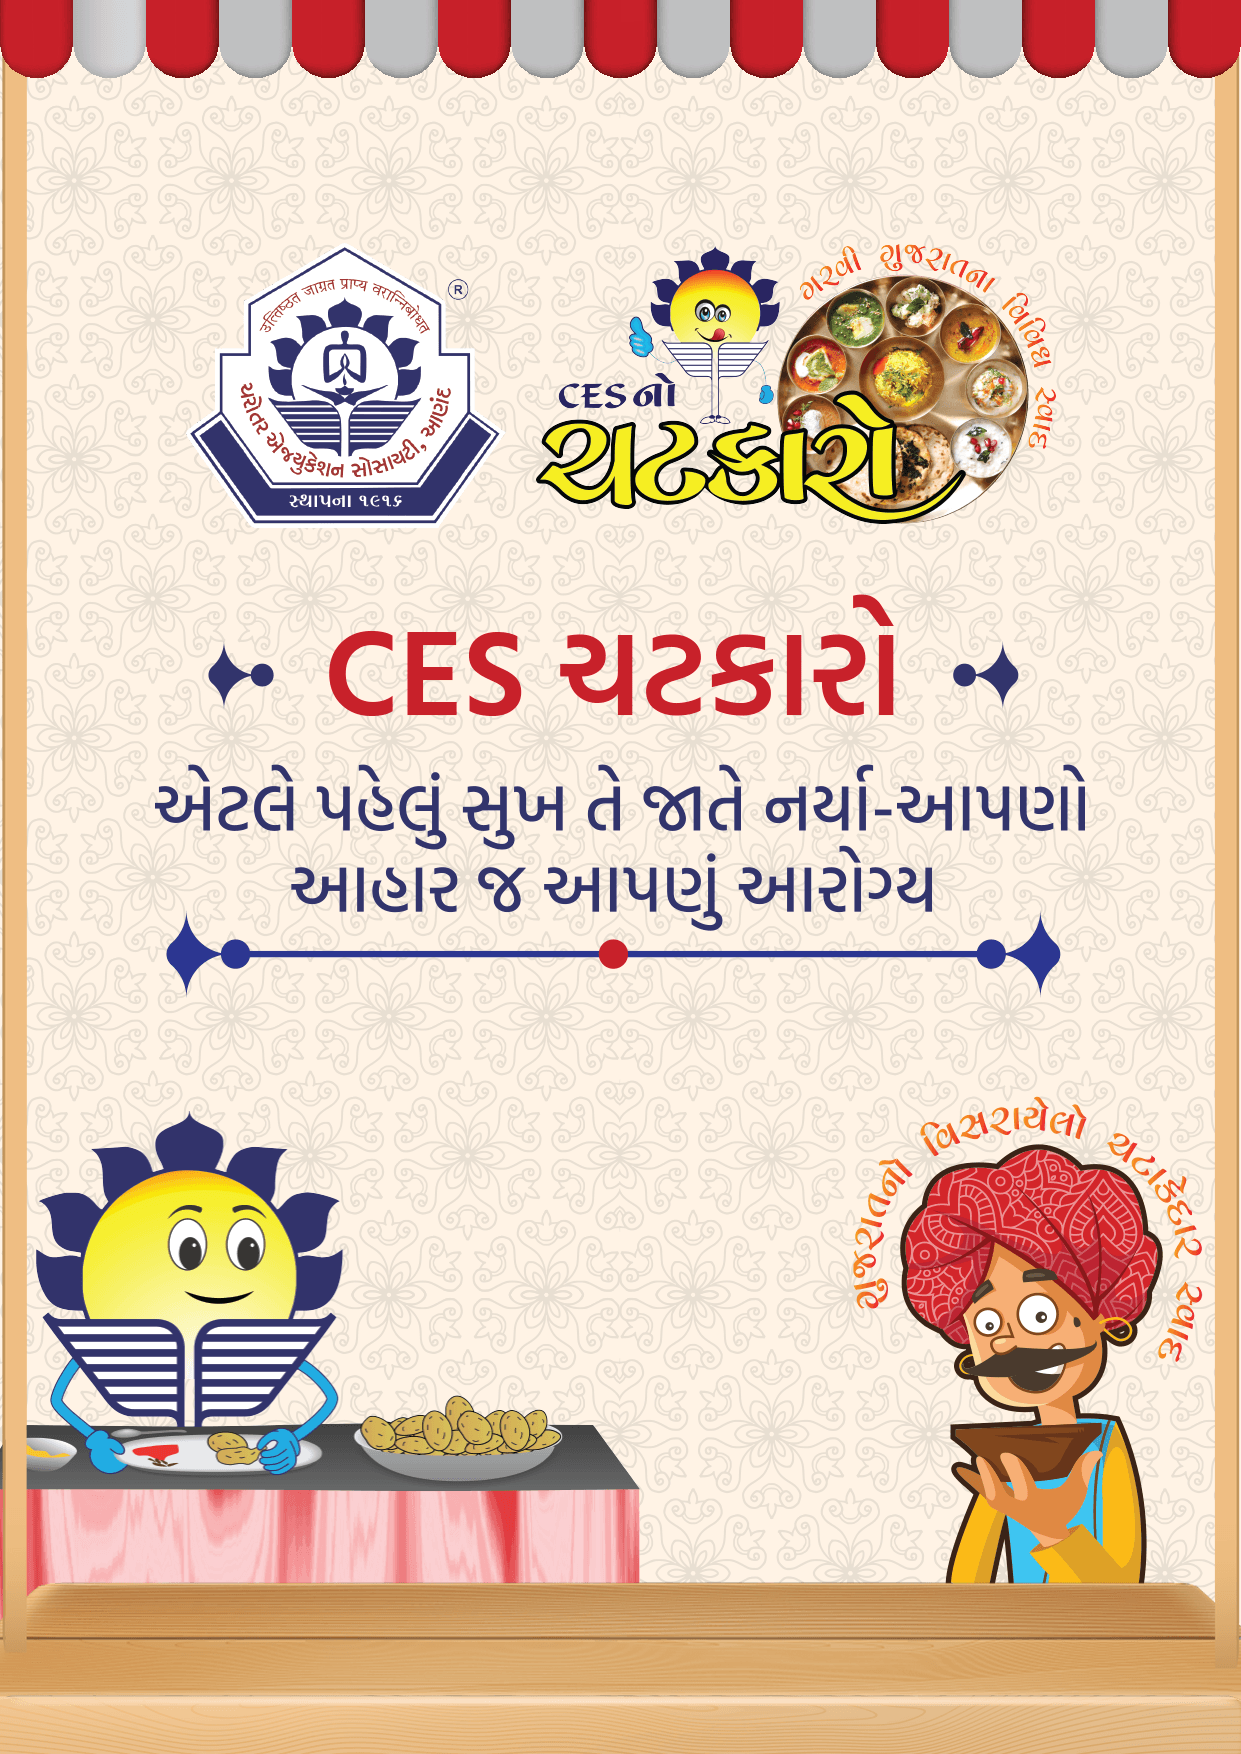 उत्तिष्ठत जाग्रत प्राप्य वरान्निबोधत
®
ચરોતર એજ્યુકેશન સોસાયટી, આણંદ
સ્થાપના ૧૯૧૬
ગરવી ગુજરાતના વિવિધ સ્વાદ
CESનો
ચટકારો
CES ચટકારો
એટલે પહેલું સુખ તે જાતે નર્યા-આપણો
આહાર જ આપણું આરોગ્ય
ગુજરાતનો વિસરાયેલો ચટાકેદાર સ્વાદ